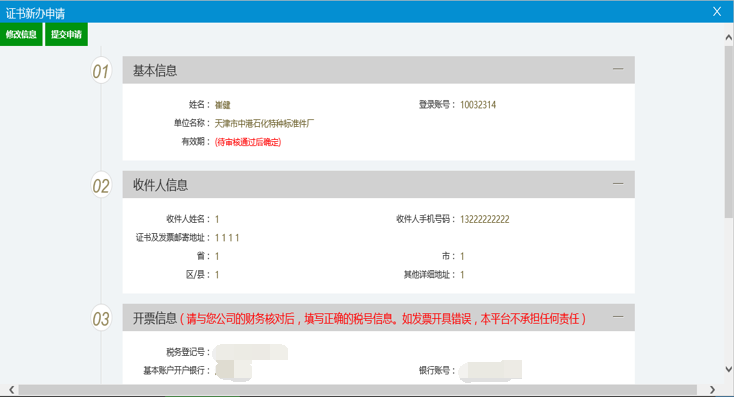 证书新办申请 X
修改信息 提交申请
01 基本信息
姓名： 崔健 登录账号： 10032314
单位名称： 天津市中港石化特种标准件厂
有效期： (待审核通过后确定)
02 收件人信息
收件人姓名： 1 收件人手机号码： 13222222222
证书及发票邮寄地址： 1 1 1 1
省： 1 市： 1
区/县： 1 其他详细地址： 1
03 开票信息 ( 请与您公司的财务核对后，填写正确的税号信息。如发票开具错误，本平台不承担任何责任 )
税务登记号：
基本账户开户银行： 银行账号：